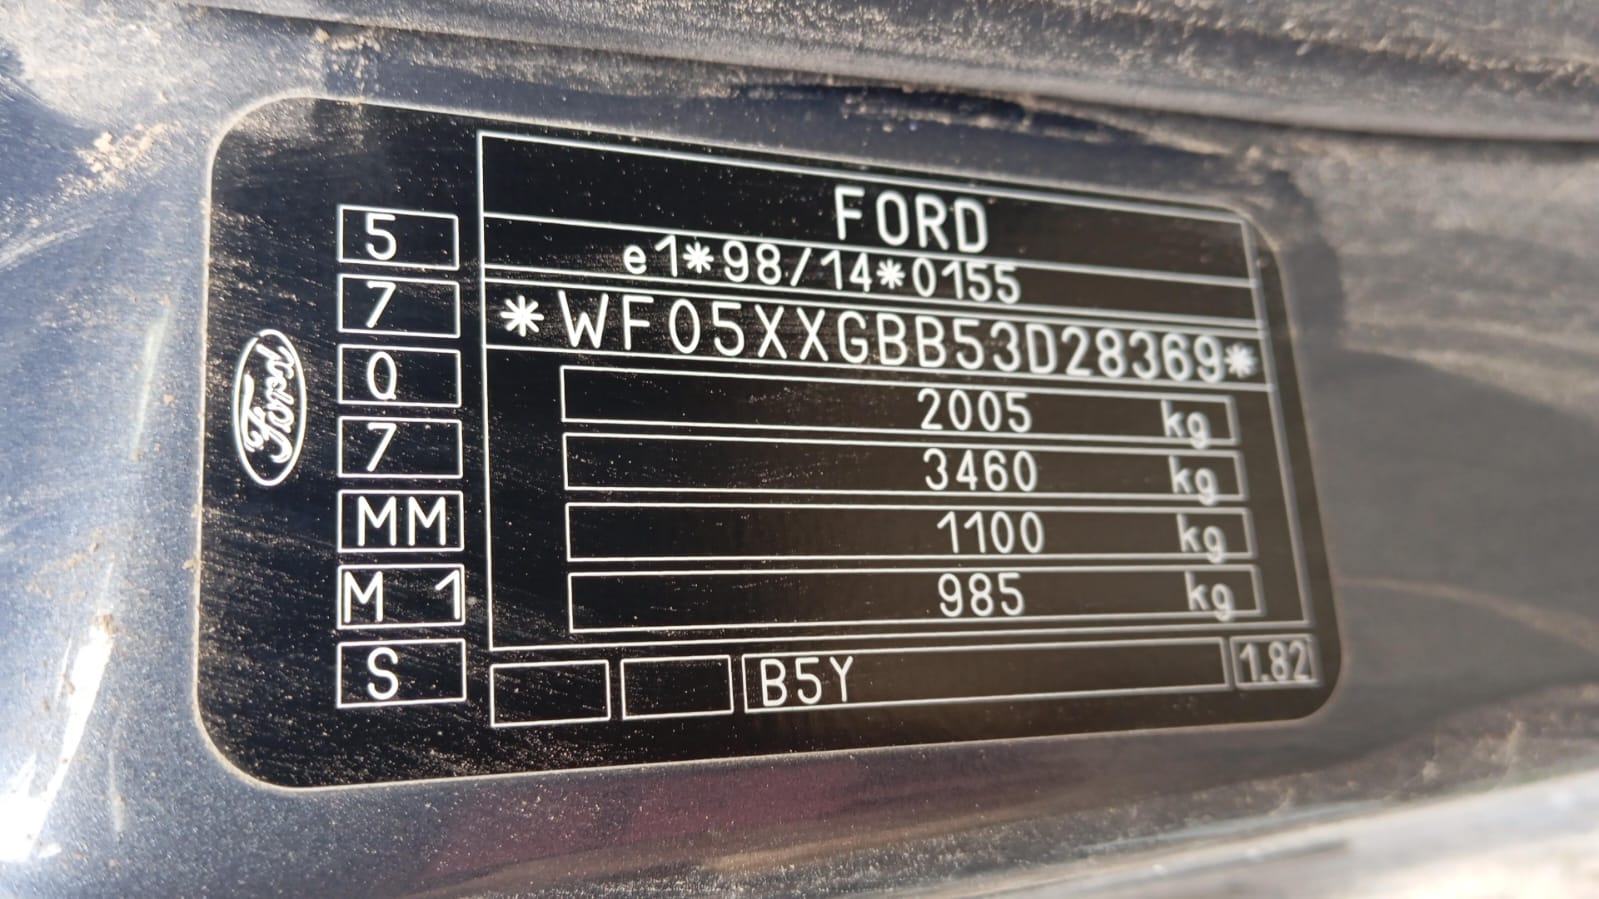 Ford
5
7
Q
7
MM
M 1
S
FORD
e1*98/14*0155
*WF05XXGBB53D28369*
2005 kg
3460 kg
1100 kg
985 kg
B5Y
1.82